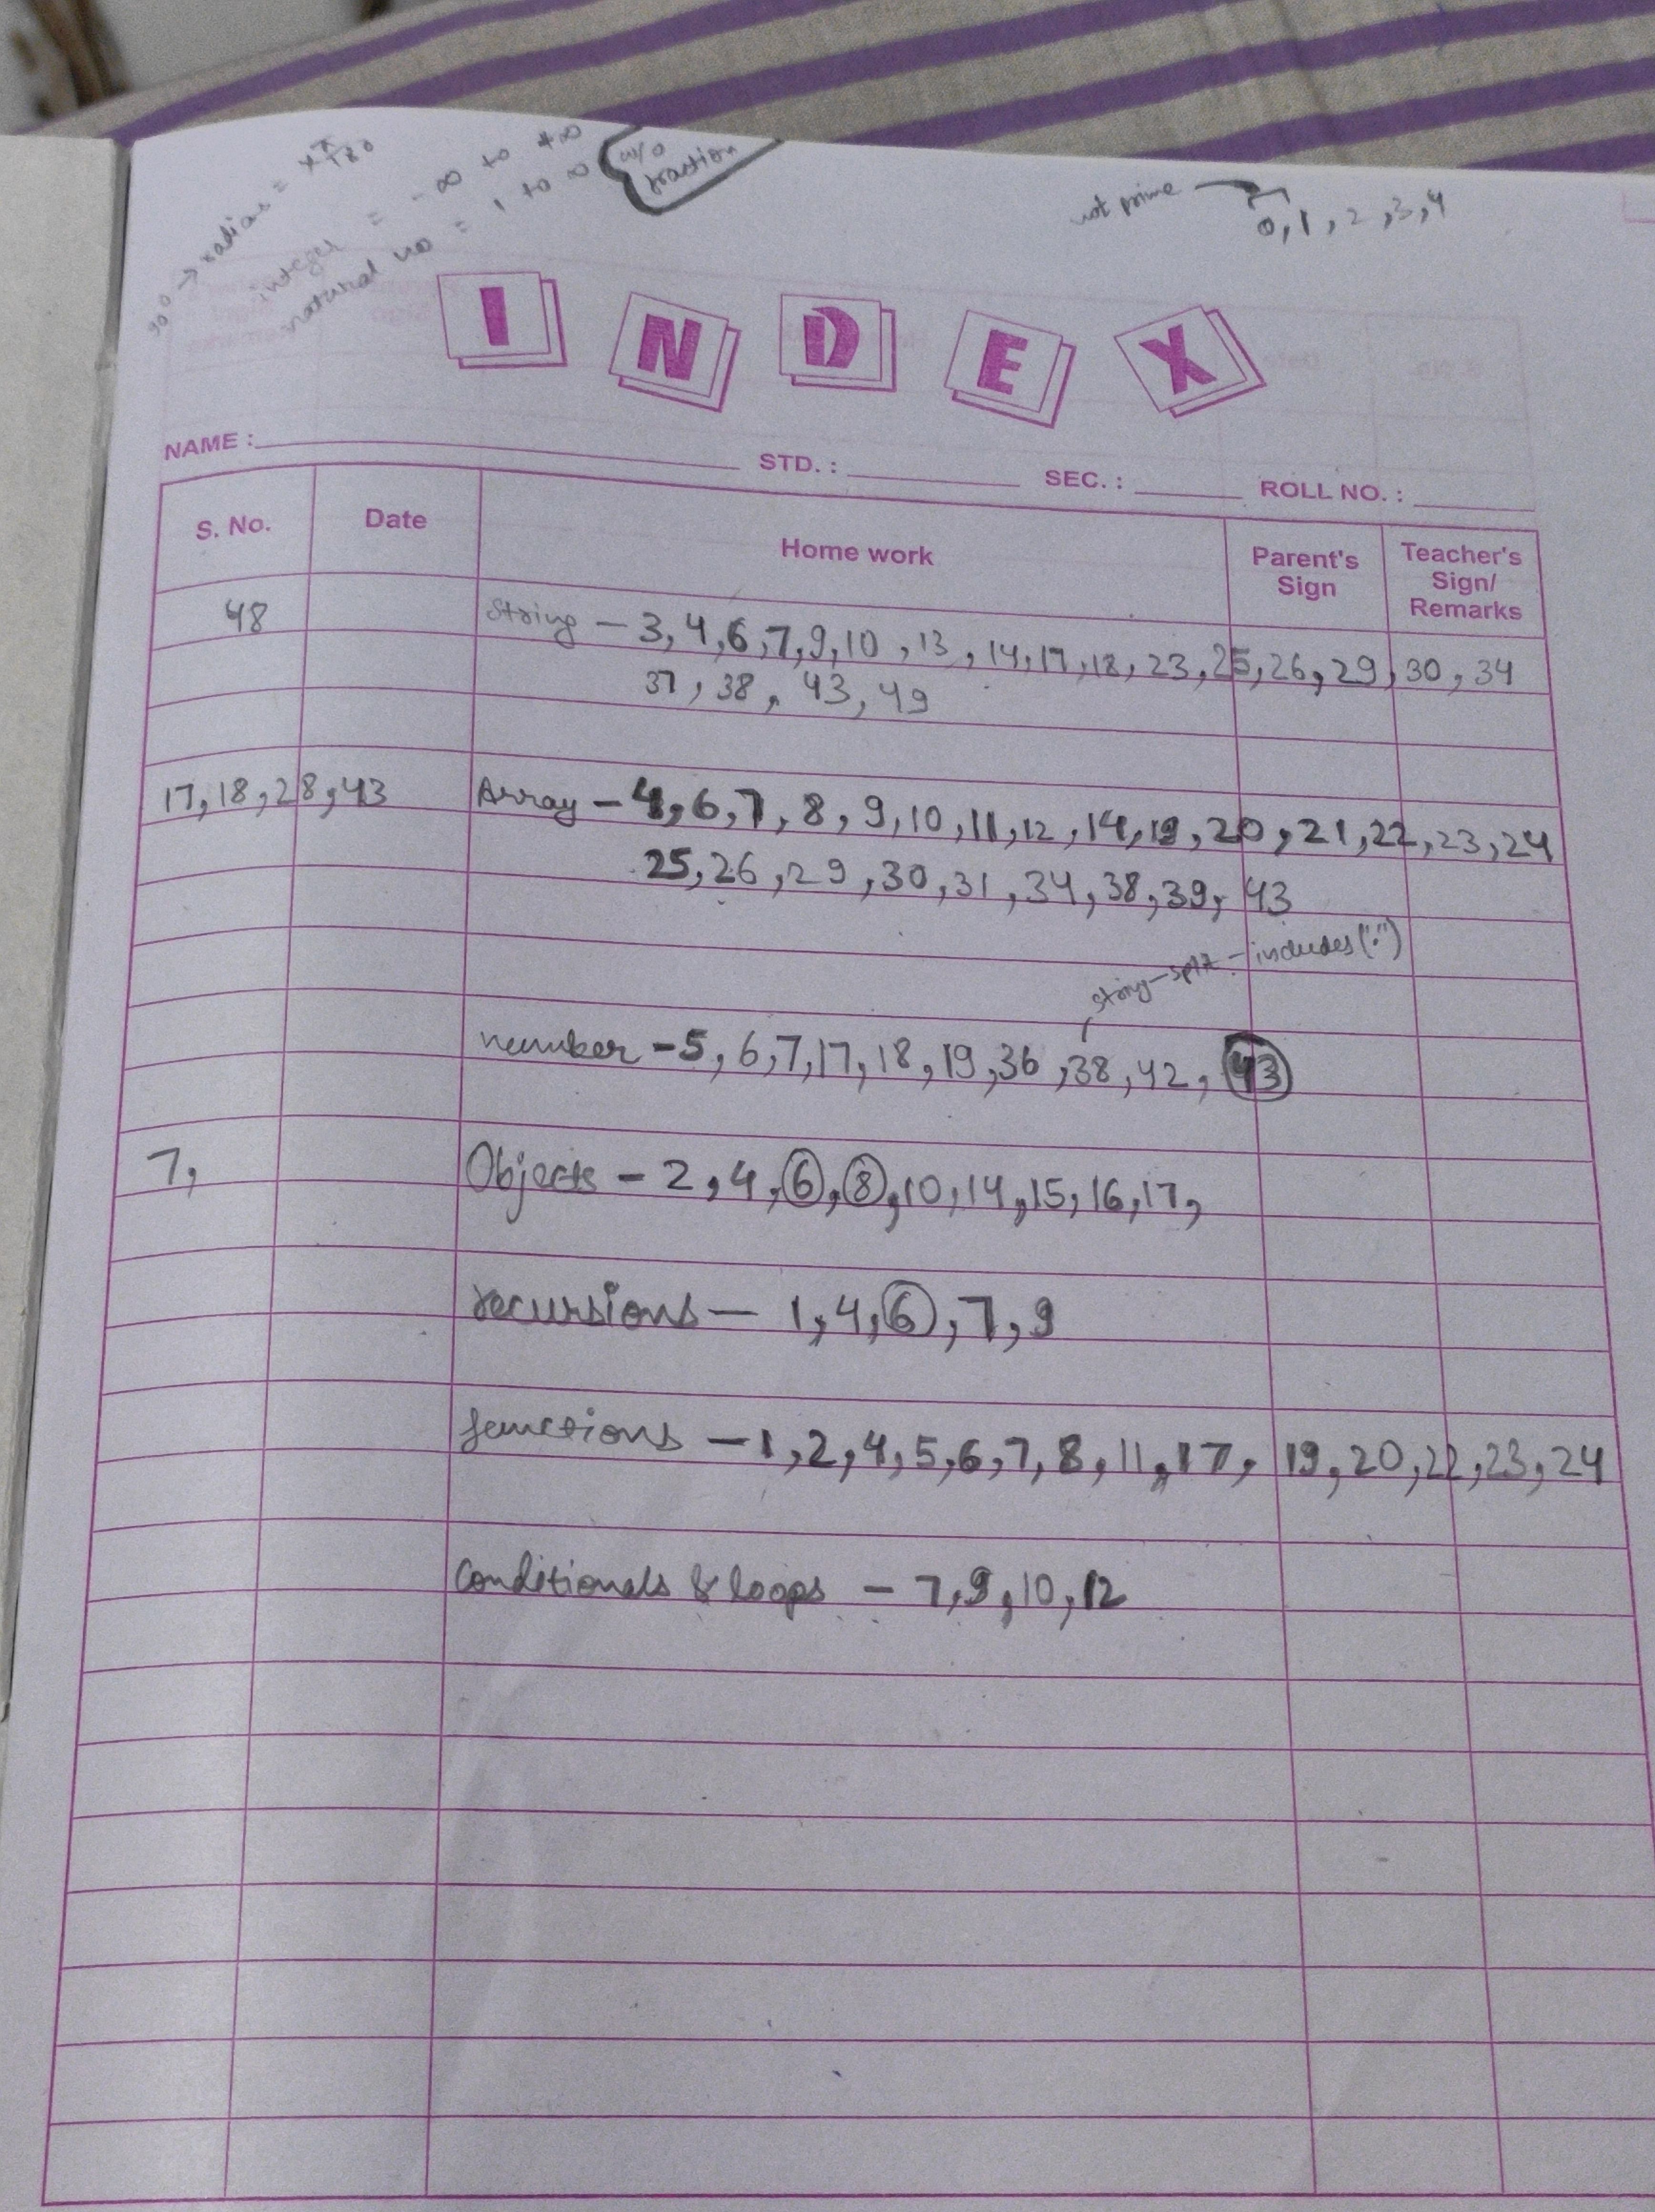 90° → radian = x π/180
integer = -∞ to +∞
natural no = 1 to ∞
w/o
fraction
not prime → 0, 1, 2, 3, 4
INDEX
NAME : STD. : SEC. : ROLL NO. :
S. No. Date Home work Parent's Sign Teacher's Sign/ Remarks
48 String – 3, 4, 6, 7, 9, 10, 13, 14, 17, 18, 23, 25, 26, 29, 30, 34
37, 38, 43, 49
17, 18, 28, 43 Array – 4, 6, 7, 8, 9, 10, 11, 12, 14, 19, 20, 21, 22, 23, 24
25, 26, 29, 30, 31, 34, 38, 39, 43
string – split – includes(".")
number – 5, 6, 7, 17, 18, 19, 36, 38, 42, 43
7, Objects – 2, 4, 6, 8, 10, 14, 15, 16, 17,
recursions – 1, 4, 6, 7, 9
functions – 1, 2, 4, 5, 6, 7, 8, 11, 17, 19, 20, 22, 23, 24
Conditionals & loops – 7, 9, 10, 12